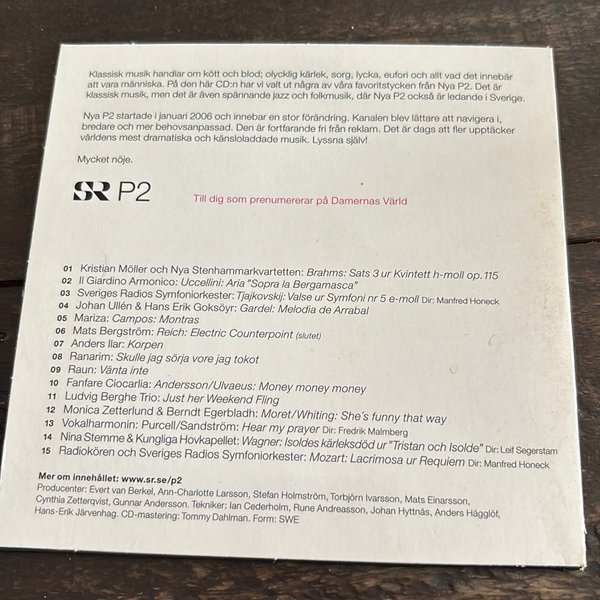 Klassisk musik handlar om kött och blod; olycklig kärlek, sorg, lycka, eufori och allt vad det innebär
att vara människa. På den här CD:n har vi valt ut några av våra favoritstycken från Nya P2. Det är
klassisk musik, men det är även spännande jazz och folkmusik, där Nya P2 också är ledande i Sverige.
Nya P2 startade i januari 2006 och innebar en stor förändring. Kanalen blev lättare att navigera i,
bredare och mer behovsanpassad. Den är fortfarande fri från reklam. Det är dags att fler upptäcker
världens mest dramatiska och känsloladdade musik. Lyssna själv!
Mycket nöje.
SR P2
Till dig som prenumererar på Damernas Värld
01 Kristian Möller och Nya Stenhammarkvartetten: Brahms: Sats 3 ur Kvintett h-moll op. 115
02 Il Giardino Armonico: Uccellini: Aria "Sopra la Bergamasca"
03 Sveriges Radios Symfoniorkester: Tjajkovskij: Valse ur Symfoni nr 5 e-moll Dir: Manfred Honeck
04 Johan Ullén & Hans Erik Goksöyr: Gardel: Melodia de Arrabal
05 Mariza: Campos: Montras
06 Mats Bergström: Reich: Electric Counterpoint (slutet)
07 Anders Ilar: Korpen
08 Ranarim: Skulle jag sörja vore jag tokot
09 Raun: Vänta inte
10 Fanfare Ciocarlia: Andersson/Ulvaeus: Money money money
11 Ludvig Berghe Trio: Just her Weekend Fling
12 Monica Zetterlund & Berndt Egerbladh: Moret/Whiting: She's funny that way
13 Vokalharmonin: Purcell/Sandström: Hear my prayer Dir: Fredrik Malmberg
14 Nina Stemme & Kungliga Hovkapellet: Wagner: Isoldes kärleksdöd ur "Tristan och Isolde" Dir: Leif Segerstam
15 Radiokören och Sveriges Radios Symfoniorkester: Mozart: Lacrimosa ur Requiem Dir: Manfred Honeck
Mer om innehållet: www.sr.se/p2
Producenter: Evert van Berkel, Ann-Charlotte Larsson, Stefan Holmström, Torbjörn Ivarsson, Mats Einarsson,
Cynthia Zetterqvist, Gunnar Andersson. Tekniker: Ian Cederholm, Rune Andreasson, Johan Hyttnäs, Anders Hägglöf,
Hans-Erik Järvenhag. CD-mastering: Tommy Dahlman. Form: SWE